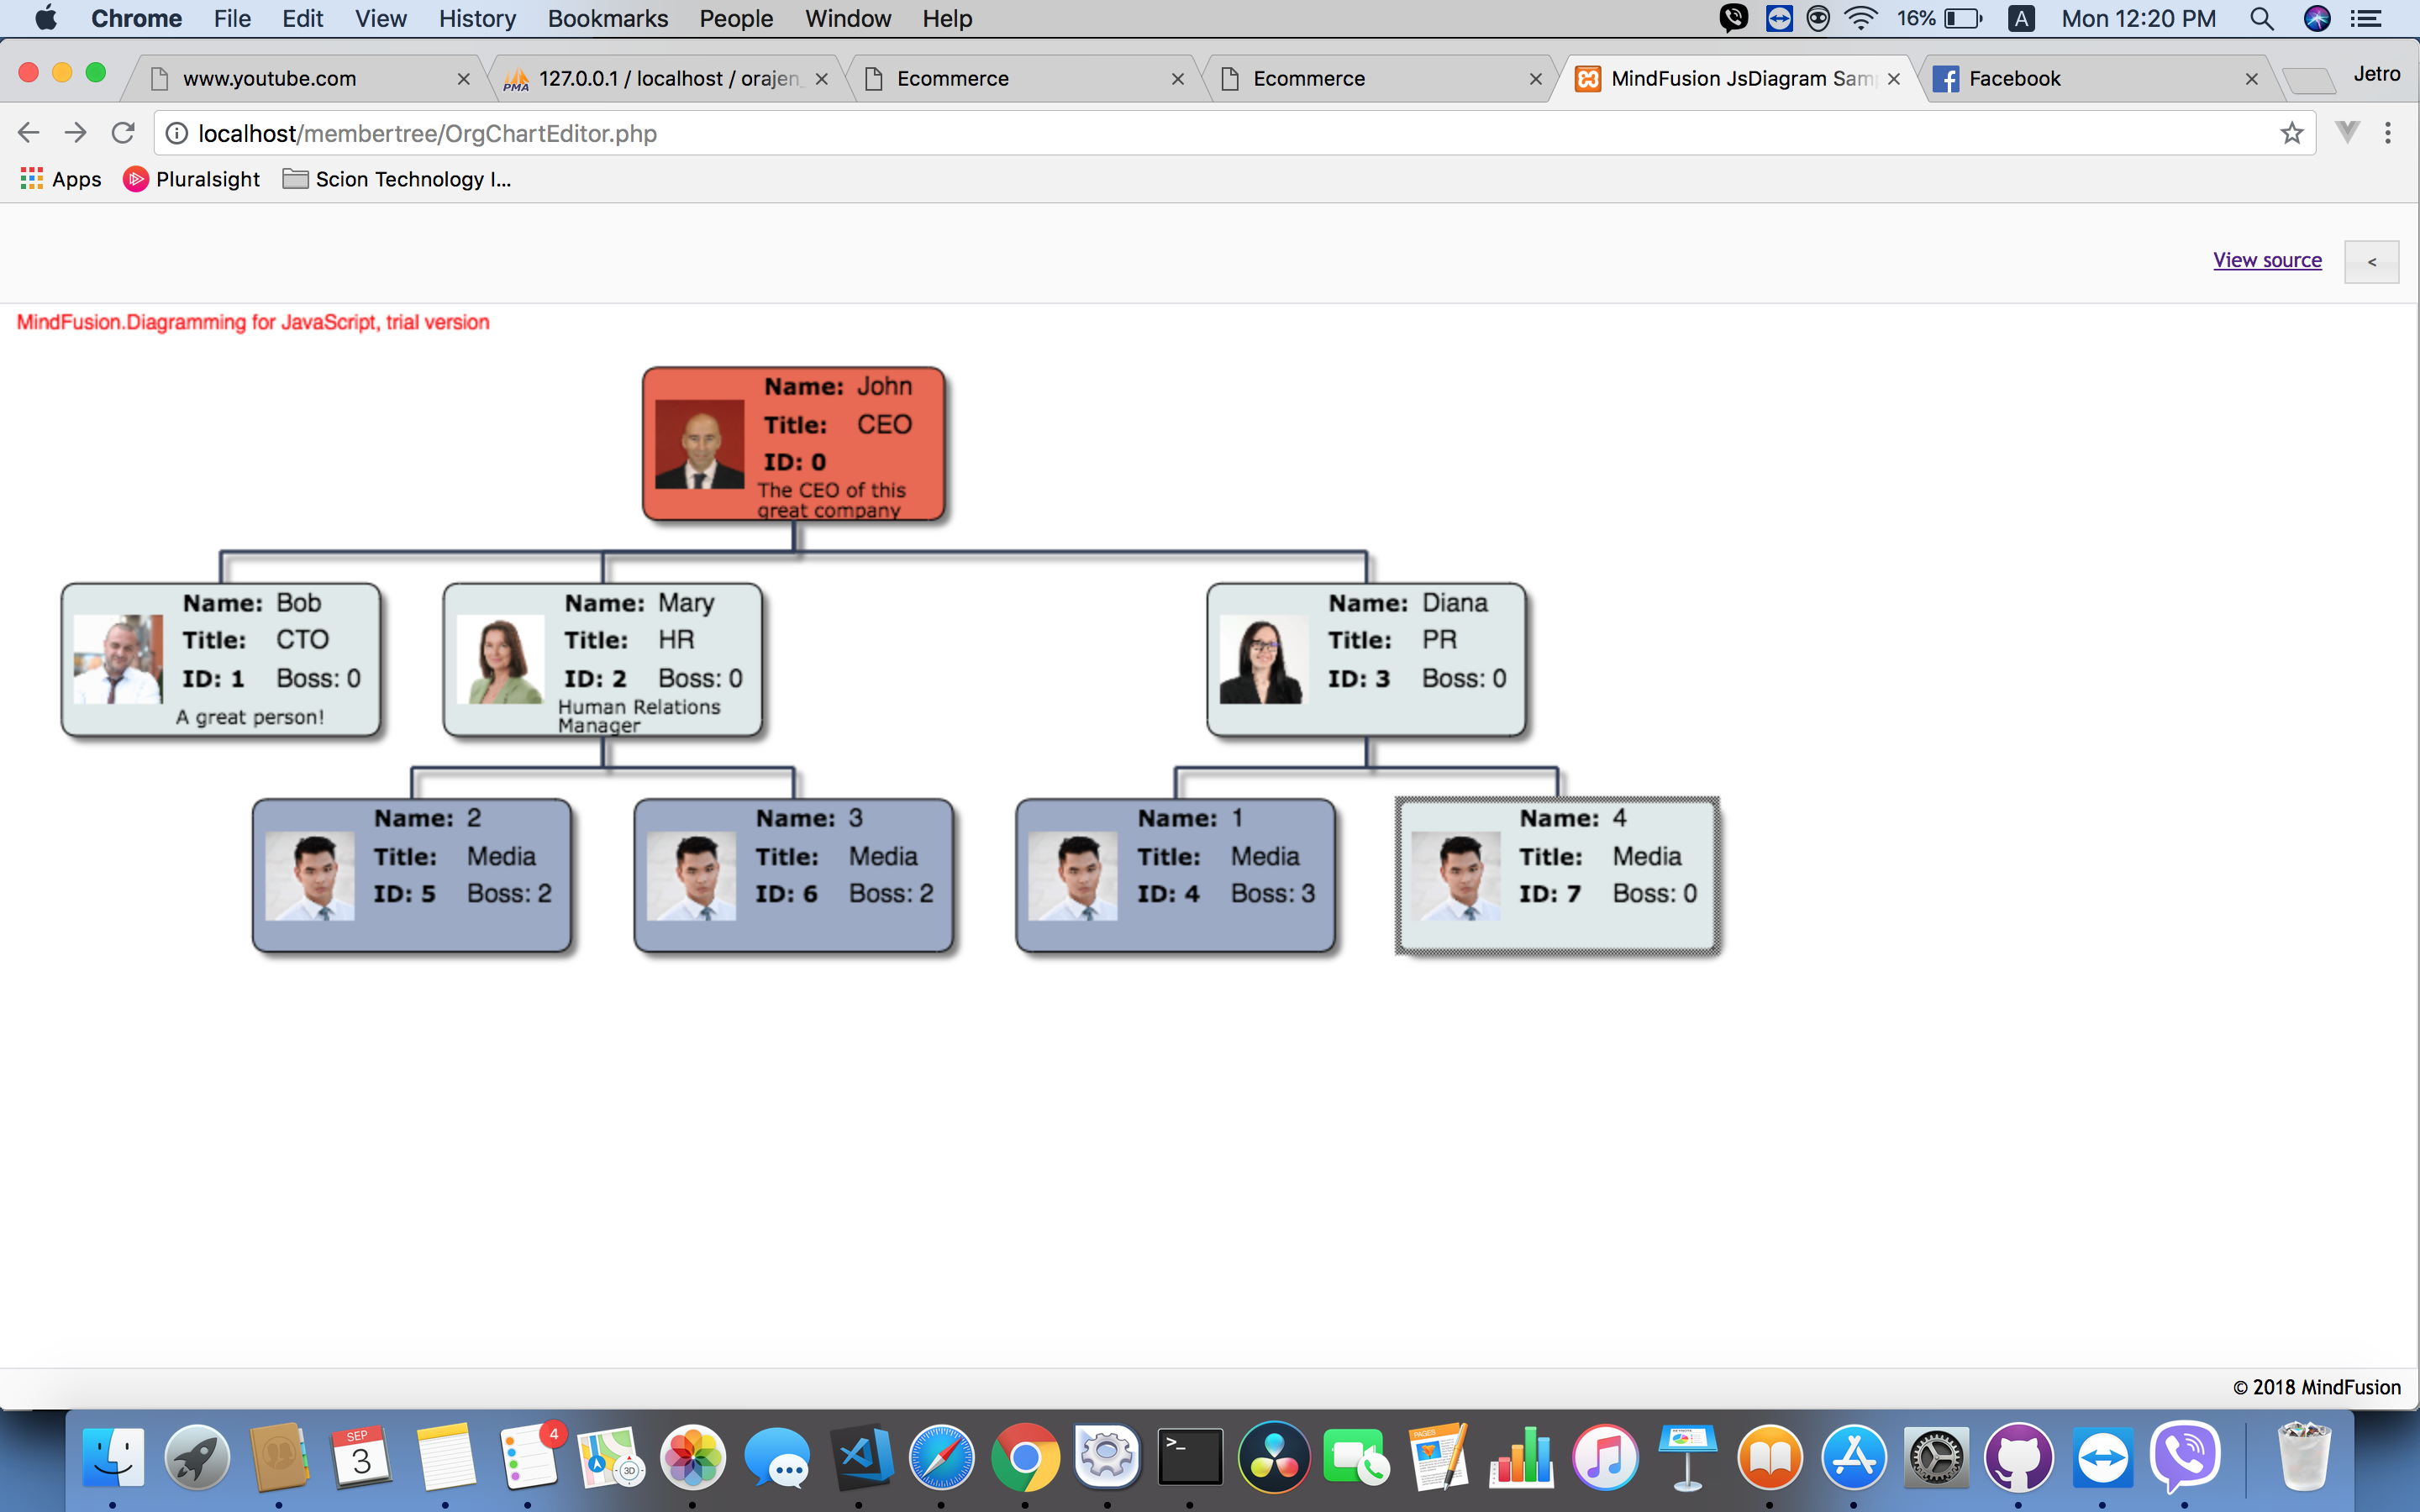 Chrome File Edit View History Bookmarks People Window Help 16% A Mon 12:20 PM
www.youtube.com PMA 127.0.0.1 / localhost / orajen_ Ecommerce Ecommerce MindFusion JsDiagram Sam Facebook Jetro
localhost/membertree/OrgChartEditor.php
Apps Pluralsight Scion Technology I...
View source <
MindFusion.Diagramming for JavaScript, trial version
Name: John
Title: CEO
ID: 0
The CEO of this
great company
Name: Bob
Title: CTO
ID: 1 Boss: 0
A great person!
Name: Mary
Title: HR
ID: 2 Boss: 0
Human Relations
Manager
Name: Diana
Title: PR
ID: 3 Boss: 0
Name: 2
Title: Media
ID: 5 Boss: 2
Name: 3
Title: Media
ID: 6 Boss: 2
Name: 1
Title: Media
ID: 4 Boss: 3
Name: 4
Title: Media
ID: 7 Boss: 0
© 2018 MindFusion
SEP
3
4
3D
>_
PAGES